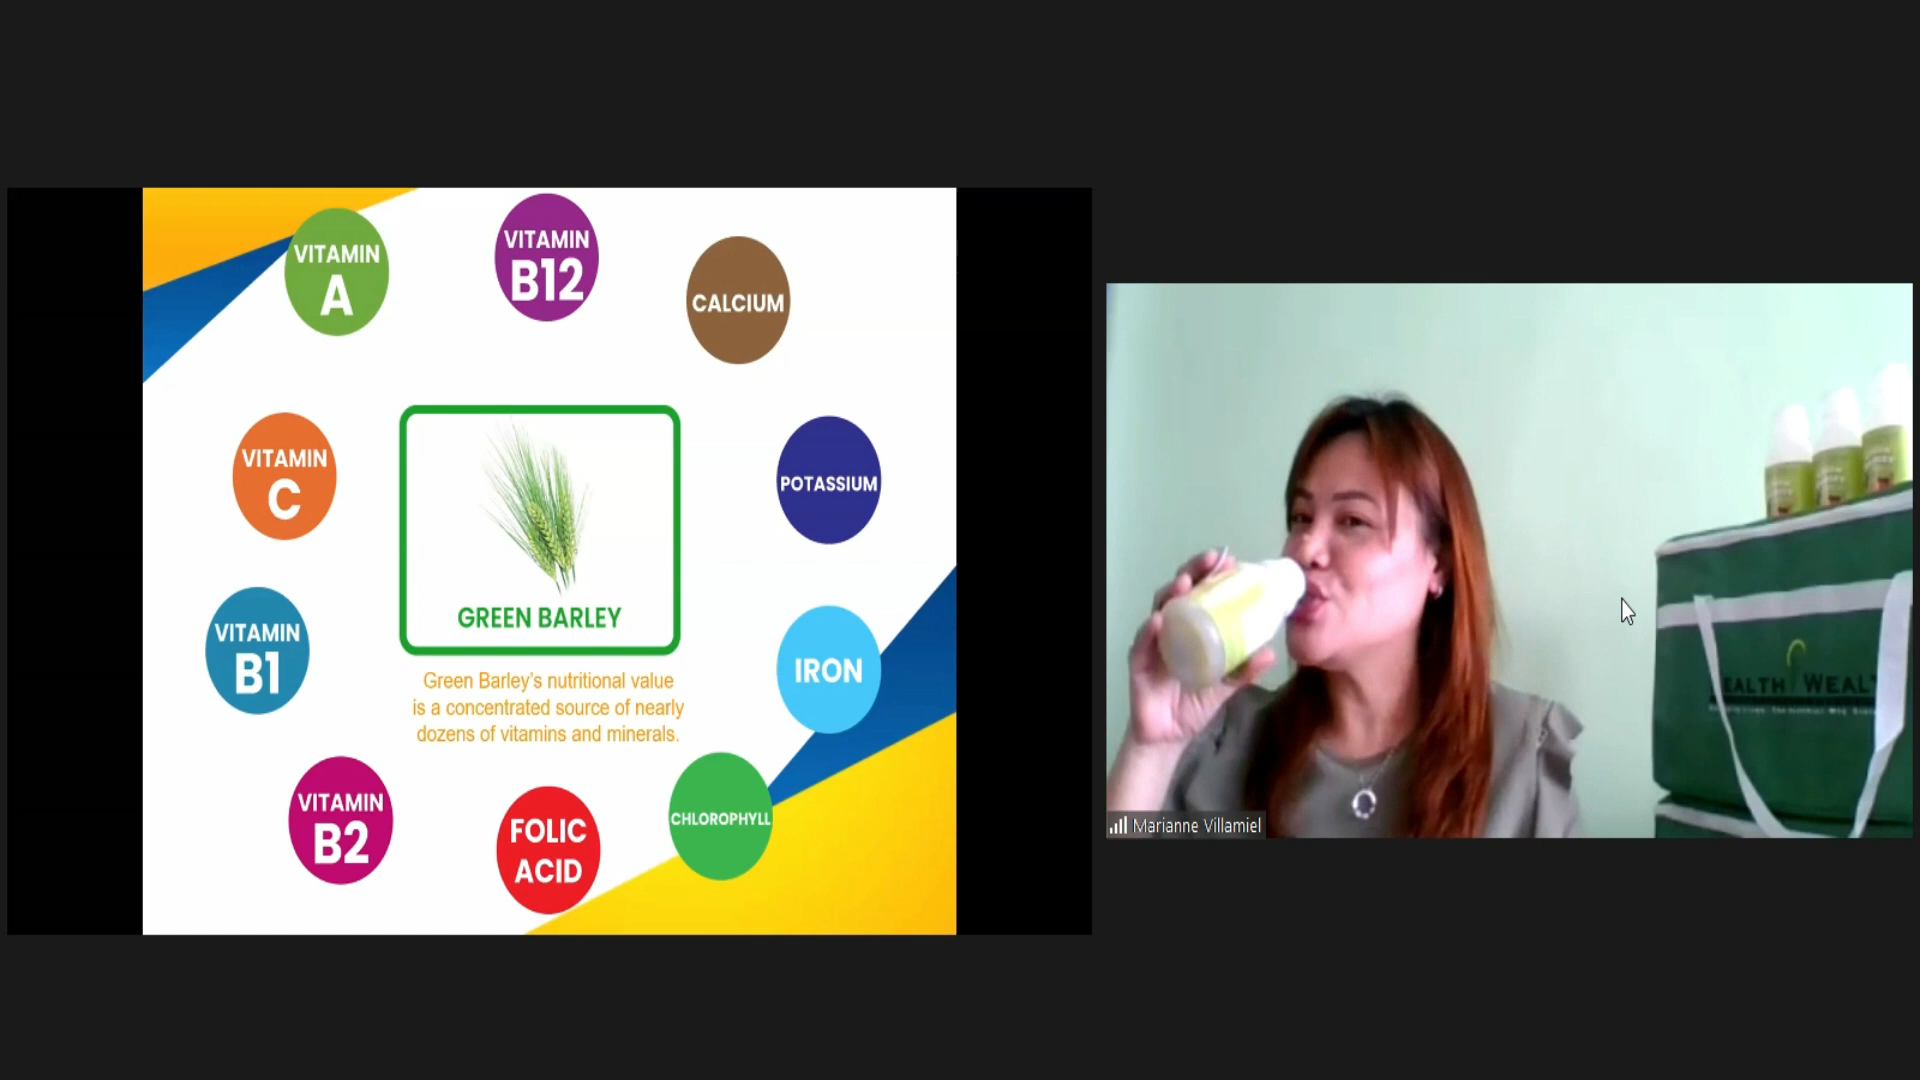 VITAMIN
A
VITAMIN
B12
CALCIUM
VITAMIN
C
POTASSIUM
GREEN BARLEY
VITAMIN
B1
IRON
Green Barley's nutritional value
is a concentrated source of nearly
dozens of vitamins and minerals.
VITAMIN
B2
FOLIC
ACID
CHLOROPHYLL
EALTH WEAL
Marianne Villamiel